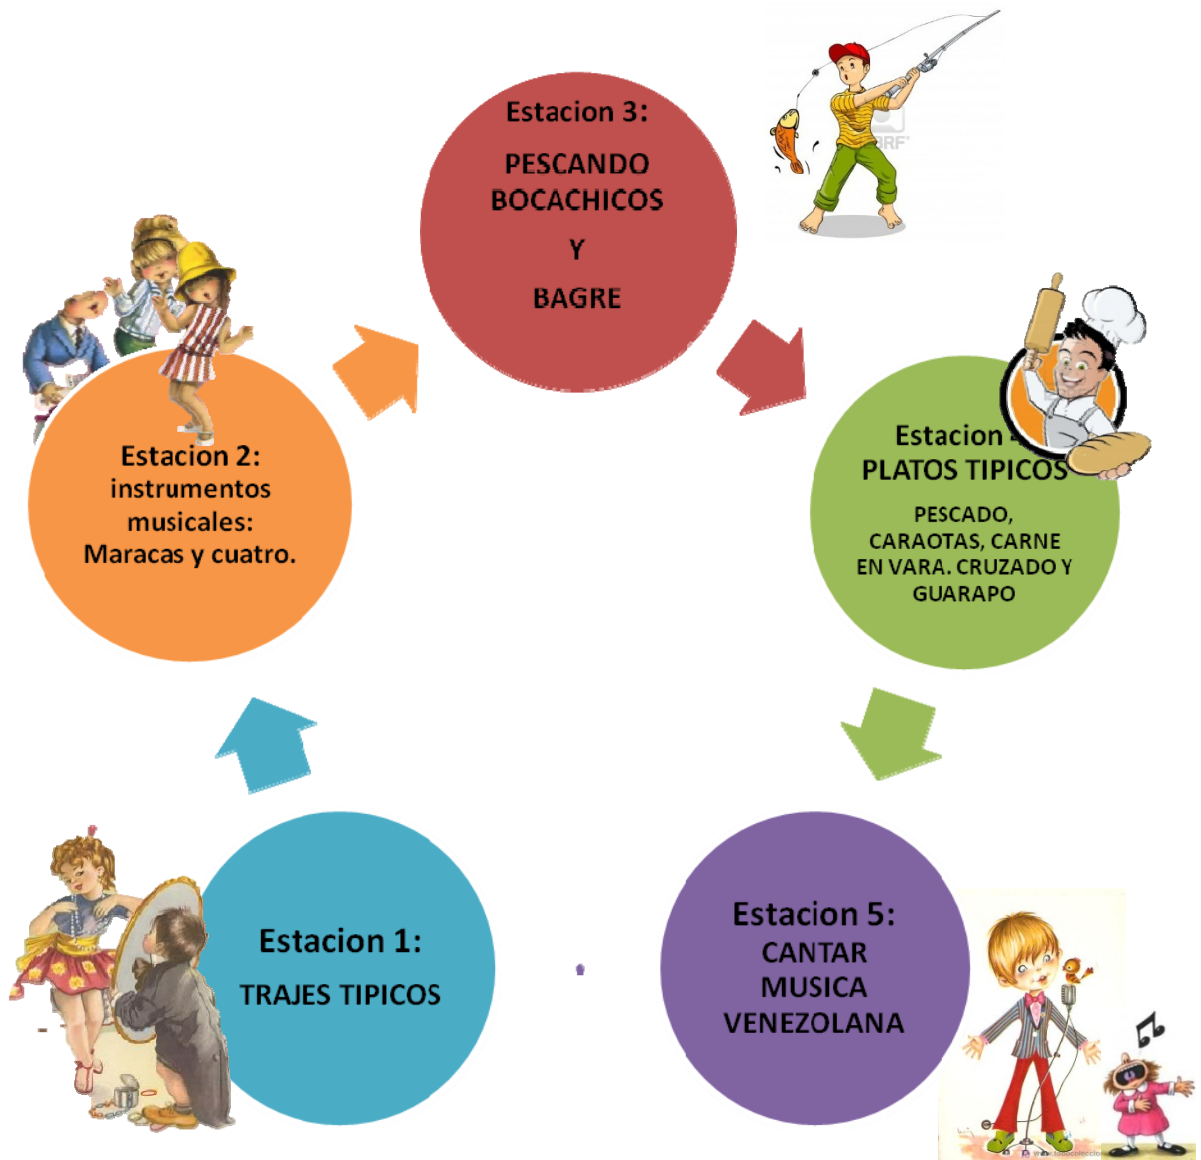 Estacion 1:
TRAJES TIPICOS
Estacion 2:
instrumentos
musicales:
Maracas y cuatro.
Estacion 3:
PESCANDO
BOCACHICOS
Y
BAGRE
Estacion
PLATOS TIPICOS
PESCADO,
CARAOTAS, CARNE
EN VARA. CRUZADO Y
GUARAPO
Estacion 5:
CANTAR
MUSICA
VENEZOLANA